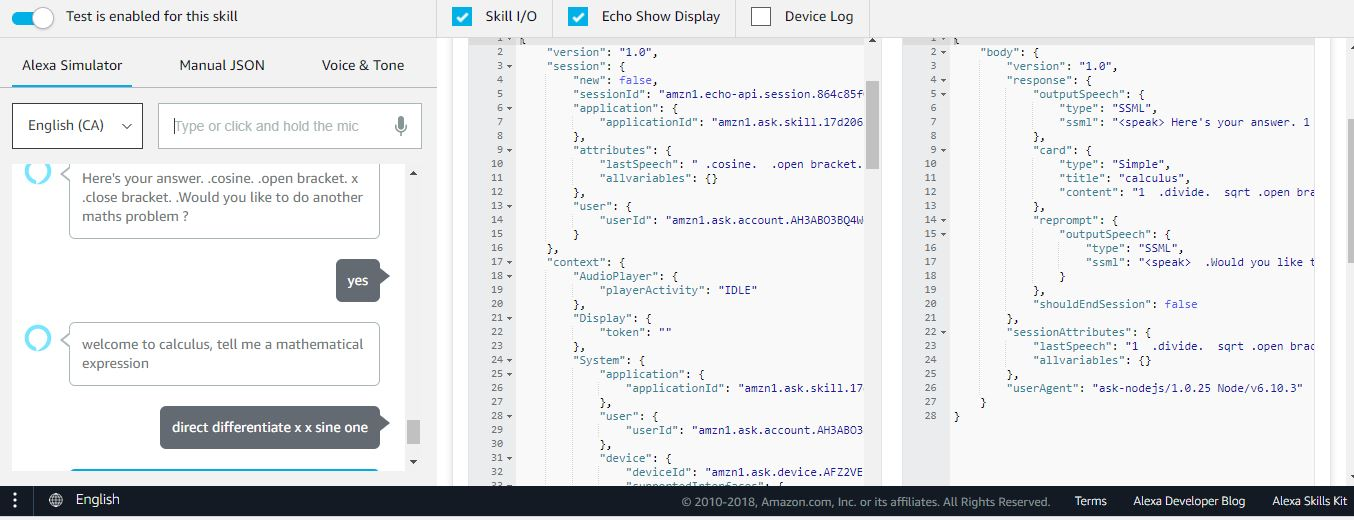 Test is enabled for this skill
Skill I/O
Echo Show Display
Device Log
Alexa Simulator
Manual JSON
Voice & Tone
English (CA)
Type or click and hold the mic
Here's your answer. .cosine. .open bracket. x
.close bracket. .Would you like to do another
maths problem ?
yes
welcome to calculus, tell me a mathematical
expression
direct differentiate x x sine one
1 {
2 "version": "1.0",
3 "session": {
4 "new": false,
5 "sessionId": "amzn1.echo-api.session.864c85f
6 "application": {
7 "applicationId": "amzn1.ask.skill.17d206
8 },
9 "attributes": {
10 "lastSpeech": " .cosine.  .open bracket.
11 "allvariables": {}
12 },
13 "user": {
14 "userId": "amzn1.ask.account.AH3ABO3BQ4W
15 }
16 },
17 "context": {
18 "AudioPlayer": {
19 "playerActivity": "IDLE"
20 },
21 "Display": {
22 "token": ""
23 },
24 "System": {
25 "application": {
26 "applicationId": "amzn1.ask.skill.17
27 },
28 "user": {
29 "userId": "amzn1.ask.account.AH3ABO3
30 },
31 "device": {
32 "deviceId": "amzn1.ask.device.AFZ2VE
33 "supportedInterfaces": {
1 {
2 "body": {
3 "version": "1.0",
4 "response": {
5 "outputSpeech": {
6 "type": "SSML",
7 "ssml": "<speak> Here's your answer. 1
8 },
9 "card": {
10 "type": "Simple",
11 "title": "calculus",
12 "content": "1  .divide.  sqrt .open bra
13 },
14 "reprompt": {
15 "outputSpeech": {
16 "type": "SSML",
17 "ssml": "<speak>  .Would you like t
18 }
19 },
20 "shouldEndSession": false
21 },
22 "sessionAttributes": {
23 "lastSpeech": "1  .divide.  sqrt .open brac
24 "allvariables": {}
25 },
26 "userAgent": "ask-nodejs/1.0.25 Node/v6.10.3"
27 }
28 }
English
© 2010-2018, Amazon.com, Inc. or its affiliates. All Rights Reserved.
Terms
Alexa Developer Blog
Alexa Skills Kit